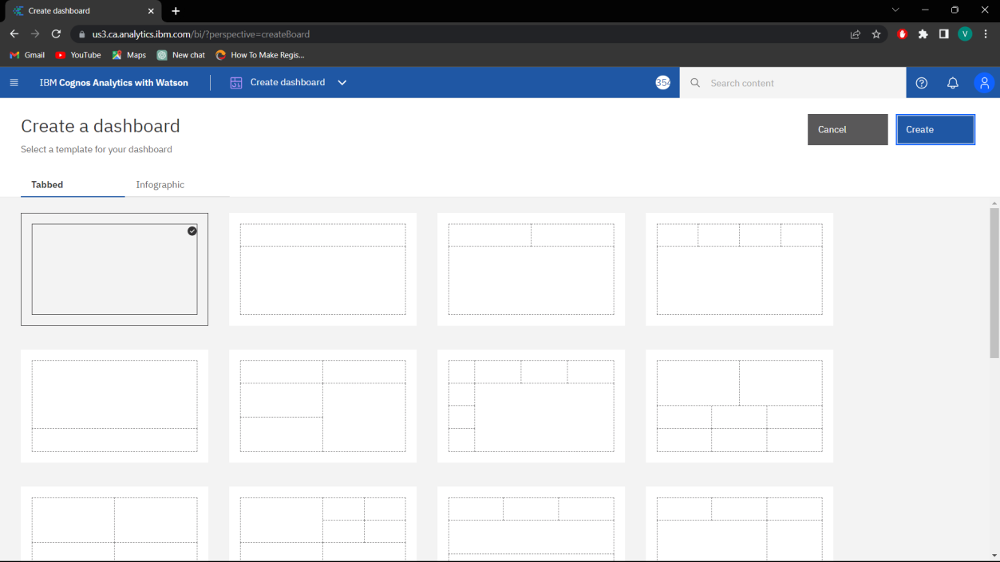 Create dashboard
us3.ca.analytics.ibm.com/bi/?perspective=createBoard
V
Gmail YouTube Maps New chat How To Make Regis...
IBM Cognos Analytics with Watson Create dashboard 354 Search content
Create a dashboard
Cancel Create
Select a template for your dashboard
Tabbed Infographic